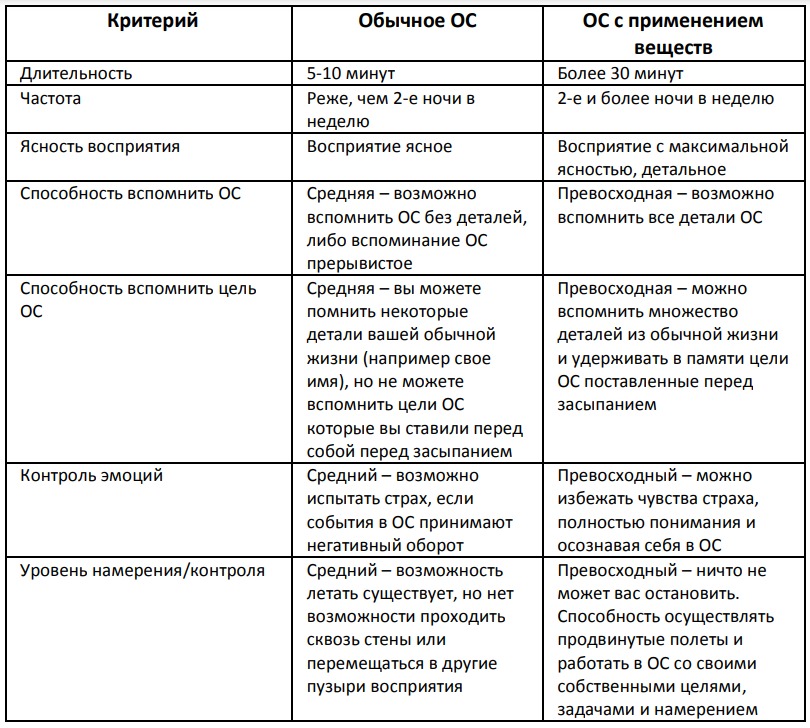 Критерий
Обычное ОС
ОС с применением
веществ
Длительность
5-10 минут
Более 30 минут
Частота
Реже, чем 2-е ночи в
неделю
2-е и более ночи в неделю
Ясность восприятия
Восприятие ясное
Восприятие с максимальной
ясностью, детальное
Способность вспомнить ОС
Средняя – возможно
вспомнить ОС без деталей,
либо вспоминание ОС
прерывистое
Превосходная – возможно
вспомнить все детали ОС
Способность вспомнить цель
ОС
Средняя – вы можете
помнить некоторые
детали вашей обычной
жизни (например свое
имя), но не можете
вспомнить цели ОС
которые вы ставили перед
собой перед засыпанием
Превосходная – можно
вспомнить множество
деталей из обычной жизни
и удерживать в памяти цели
ОС поставленные перед
засыпанием
Контроль эмоций
Средний – возможно
испытать страх, если
события в ОС принимают
негативный оборот
Превосходный – можно
избежать чувства страха,
полностью понимания и
осознавая себя в ОС
Уровень намерения/контроля
Средний – возможность
летать существует, но нет
возможности проходить
сквозь стены или
перемещаться в другие
пузыри восприятия
Превосходный – ничто не
может вас остановить.
Способность осуществлять
продвинутые полеты и
работать в ОС со своими
собственными целями,
задачами и намерением